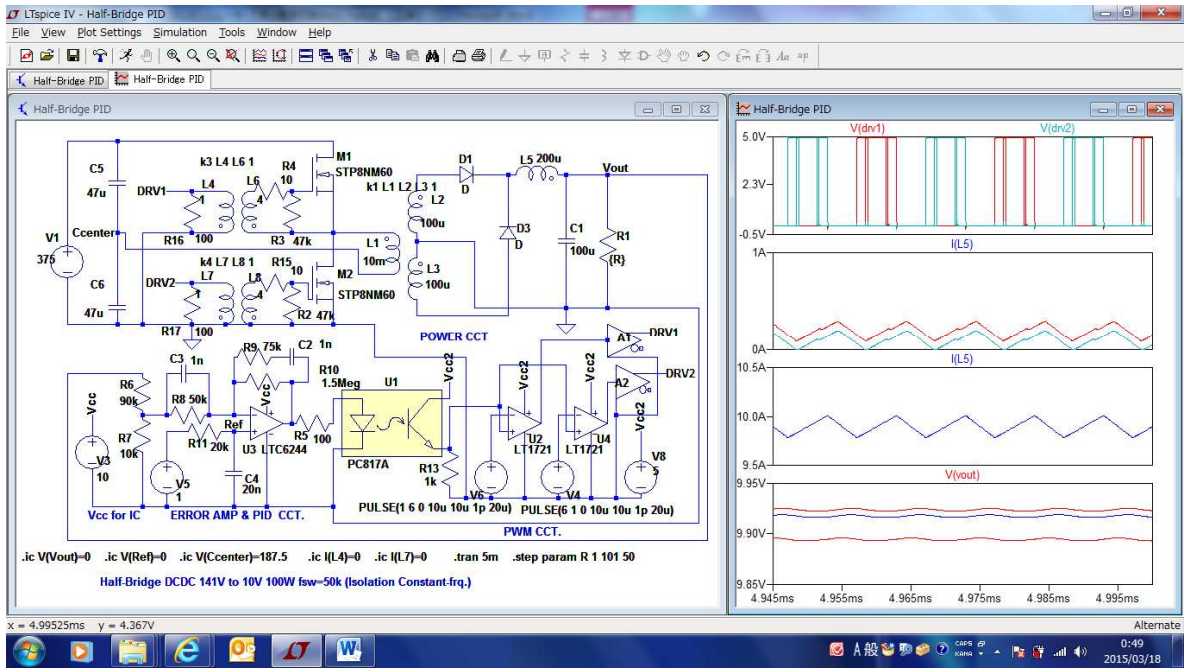 LTspice IV - Half-Bridge PID
File View Plot Settings Simulation Tools Window Help
Half-Bridge PID
Half-Bridge PID
Half-Bridge PID
C5
47u
V1
375
Ccenter
C6
47u
k3 L4 L6 1
DRV1
L4
1
L6
4
R4
10
M1
STP8NM60
R16 100
R3 47k
k4 L7 L8 1
DRV2
L7
1
L8
4
R15
10
M2
STP8NM60
R17 100
R2 47k
k1 L1 L2 L3 1
L1
10m
L2
100u
L3
100u
D1
D
L5 200u
D3
D
C1
100u
Vout
R1
{R}
POWER CCT
Vcc
V3
10
R6
90k
R7
10k
C3 1n
R8 50k
R9 75k
C2 1n
R10
1.5Meg
Ref
R11 20k
V5
1
C4
20n
Vcc
U3 LTC6244
R5
100
U1
PC817A
Vcc2
R13
1k
V6
Vcc2
U2
LT1721
V4
Vcc2
U4
LT1721
A1
DRV1
A2
DRV2
Vcc2
V8
5
PULSE(1 6 0 10u 10u 1p 20u)
PULSE(6 1 0 10u 10u 1p 20u)
Vcc for IC
ERROR AMP & PID CCT.
PWM CCT.
.ic V(Vout)=0 .ic V(Ref)=0 .ic V(Ccenter)=187.5 .ic I(L4)=0 .ic I(L7)=0 .tran 5m .step param R 1 101 50
Half-Bridge DCDC 141V to 10V 100W fsw=50k (Isolation Constant-frq.)
Half-Bridge PID
V(drv1) V(drv2)
5.0V
2.3V
-0.5V
I(L5)
1A
0A
I(L5)
10.5A
10.0A
9.5A
V(vout)
9.95V
9.90V
9.85V
4.945ms 4.955ms 4.965ms 4.975ms 4.985ms 4.995ms
x = 4.99525ms y = 4.367V
Alternate
A 般
CAPS
KANA
0:49
2015/03/18